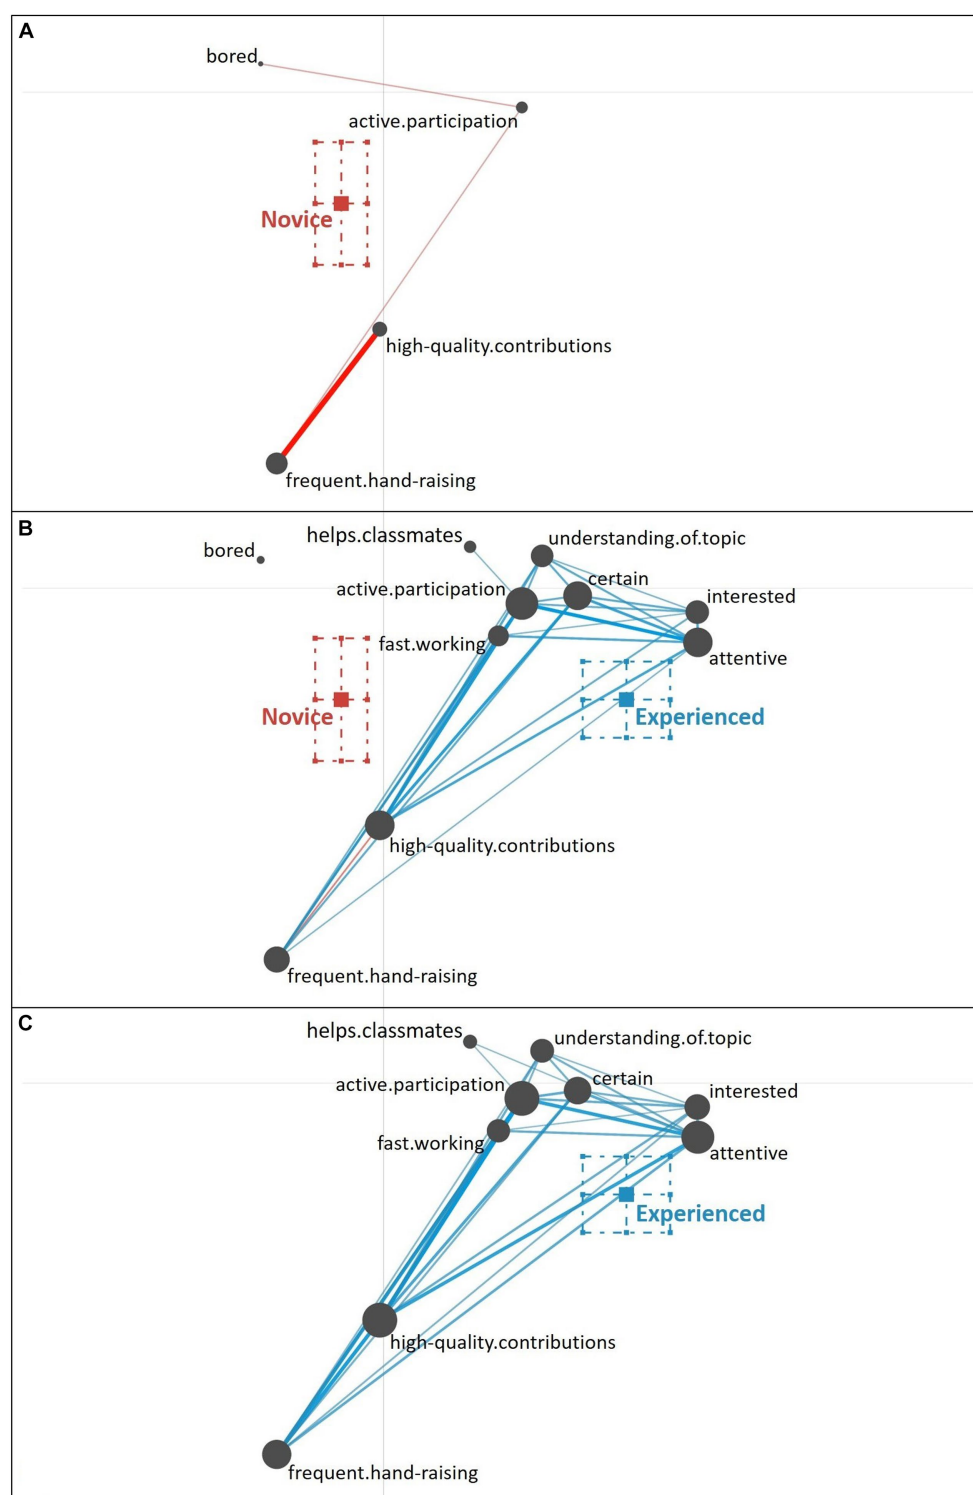 A
bored
active.participation
Novice
high-quality.contributions
frequent.hand-raising
B
helps.classmates
understanding.of.topic
bored
certain
active.participation
interested
fast.working
attentive
Novice
Experienced
high-quality.contributions
frequent.hand-raising
C
helps.classmates
understanding.of.topic
certain
active.participation
interested
fast.working
attentive
Experienced
high-quality.contributions
frequent.hand-raising